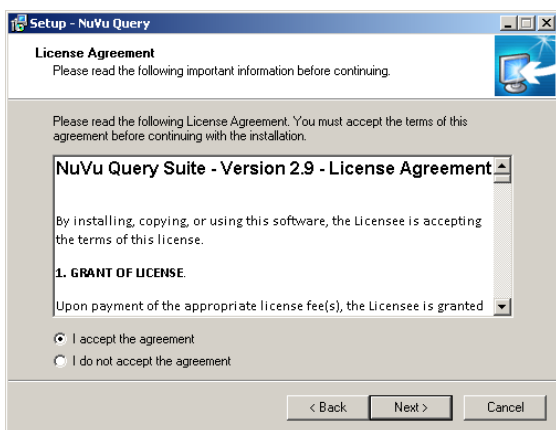 Setup - NuVu Query
License Agreement
Please read the following important information before continuing.
Please read the following License Agreement. You must accept the terms of this
agreement before continuing with the installation.
NuVu Query Suite - Version 2.9 - License Agreement
By installing, copying, or using this software, the Licensee is accepting
the terms of this license.
1. GRANT OF LICENSE.
Upon payment of the appropriate license fee(s), the Licensee is granted
I accept the agreement
I do not accept the agreement
< Back Next > Cancel